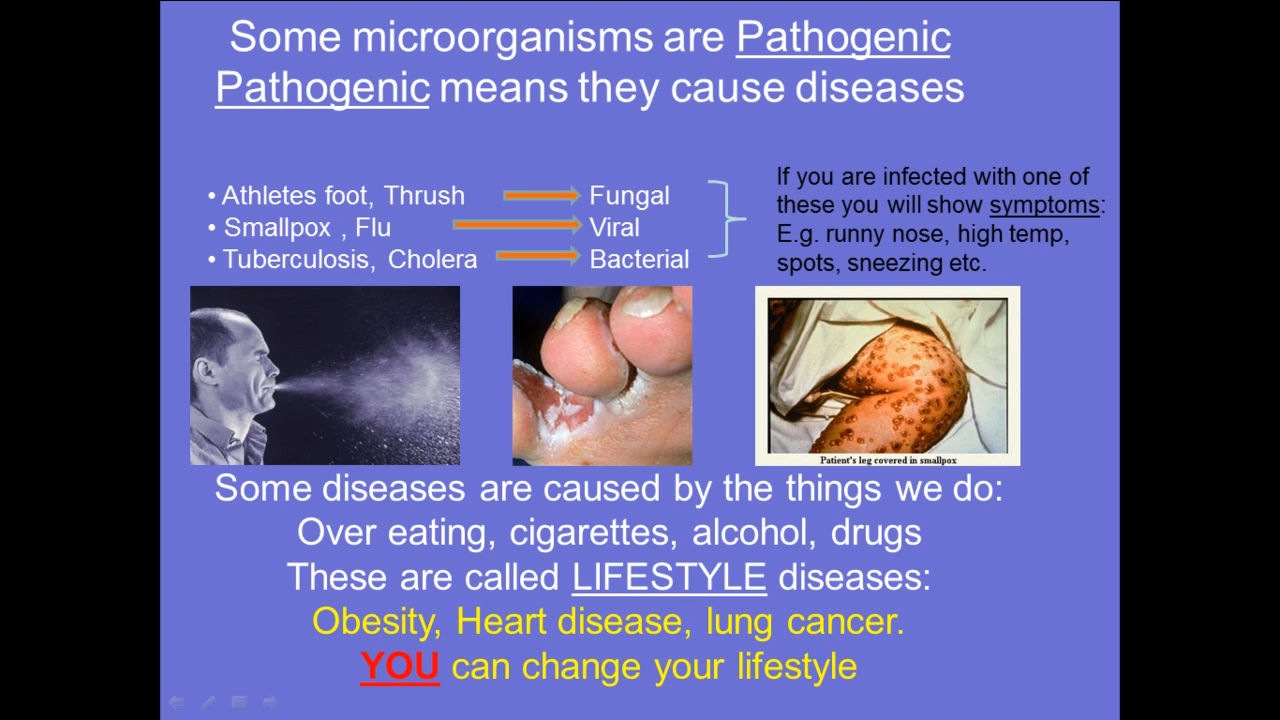 Some microorganisms are Pathogenic
Pathogenic means they cause diseases
• Athletes foot, Thrush Fungal
• Smallpox , Flu Viral
• Tuberculosis, Cholera Bacterial
If you are infected with one of
these you will show symptoms:
E.g. runny nose, high temp,
spots, sneezing etc.
Patient's leg covered in smallpox
Some diseases are caused by the things we do:
Over eating, cigarettes, alcohol, drugs
These are called LIFESTYLE diseases:
Obesity, Heart disease, lung cancer.
YOU can change your lifestyle